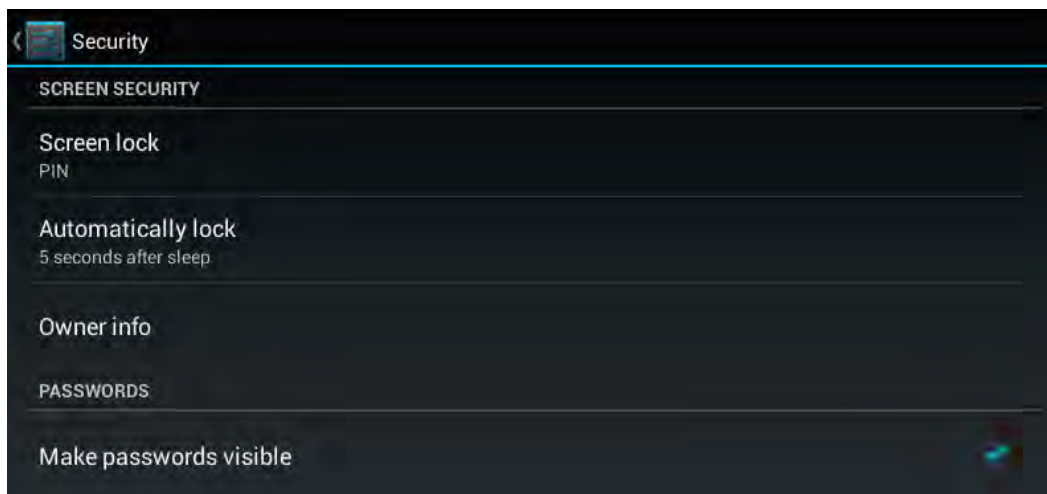 Security
SCREEN SECURITY
Screen lock
PIN
Automatically lock
5 seconds after sleep
Owner info
PASSWORDS
Make passwords visible